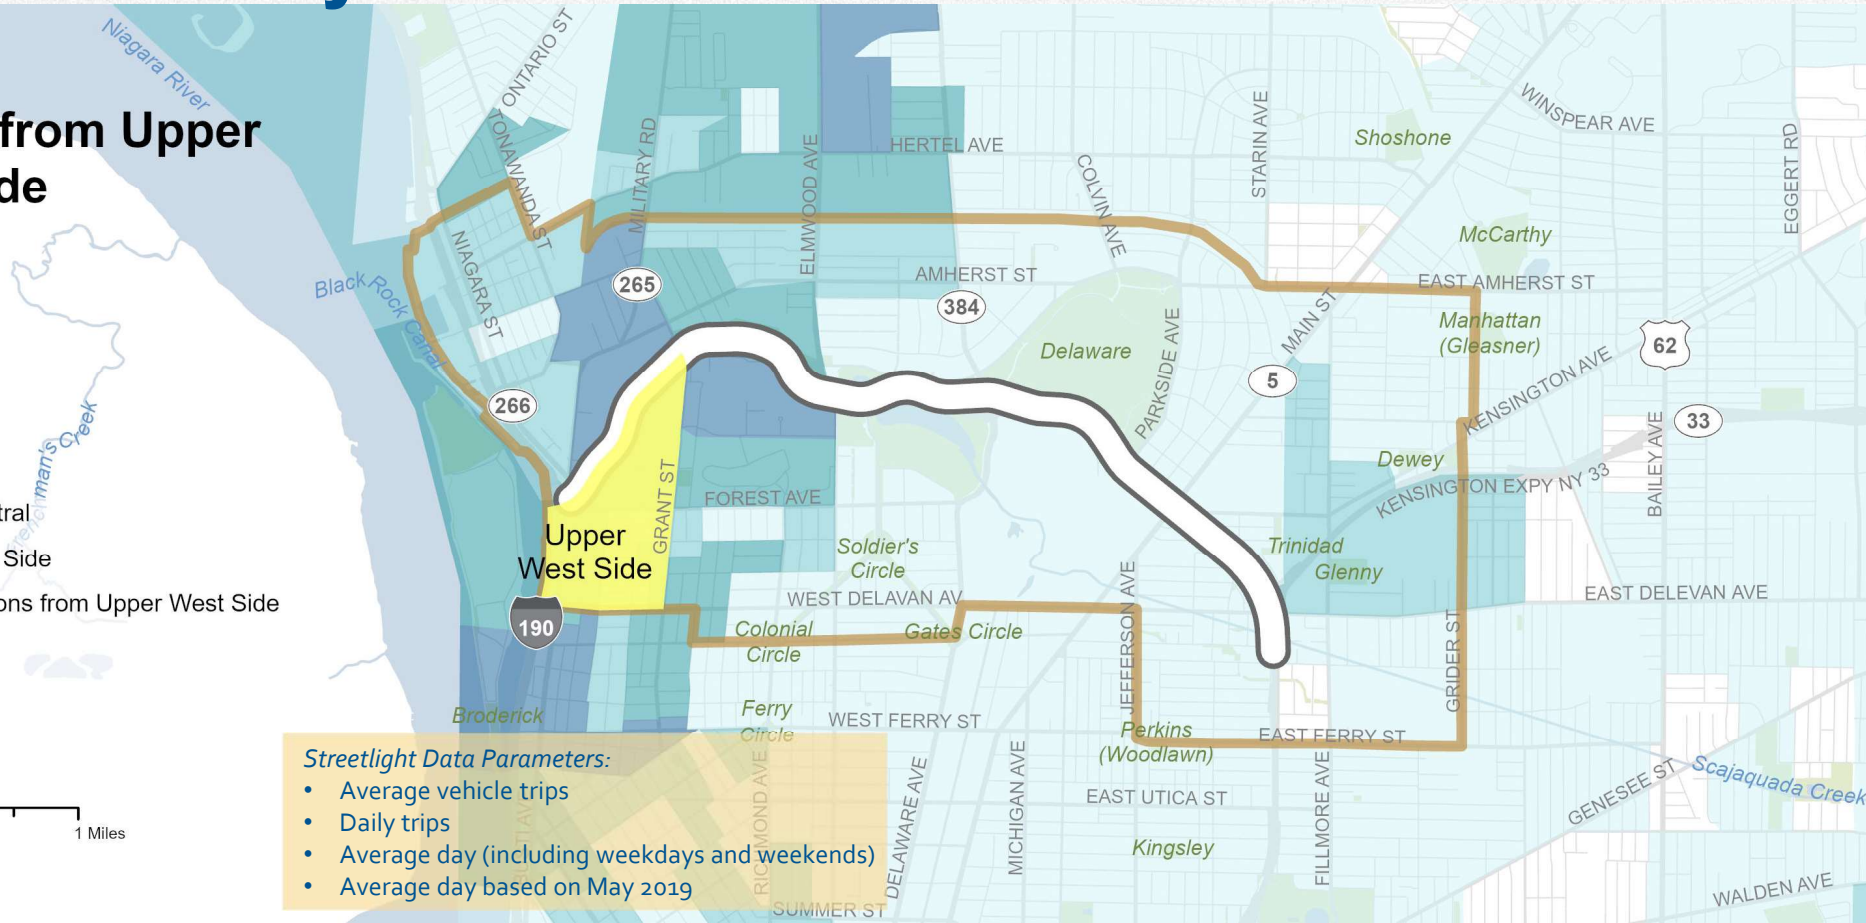 from Upper
de
Niagara River
ONTARIO ST
TONAWANDA ST
MILITARY RD
ELMWOOD AVE
HERTEL AVE
COLVIN AVE
STARIN AVE
Shoshone
WINSPEAR AVE
EGGERT RD
McCarthy
NIAGARA ST
Black Rock Canal
265
AMHERST ST
384
EAST AMHERST ST
MAIN ST
Manhattan
(Gleasner)
62
Delaware
PARKSIDE AVE
5
KENSINGTON AVE
266
33
BAILEY AVE
man's Creek
Dewey
KENSINGTON EXPY NY 33
GRANT ST
FOREST AVE
tral
Side
ons from Upper West Side
Upper
West Side
Soldier's
Circle
Trinidad
Glenny
WEST DELAVAN AV
EAST DELEVAN AVE
190
Colonial
Circle
Gates Circle
JEFFERSON AVE
GRIDER ST
Broderick
Ferry
Circle
WEST FERRY ST
Perkins
(Woodlawn)
EAST FERRY ST
Streetlight Data Parameters:
• Average vehicle trips
• Daily trips
• Average day (including weekdays and weekends)
• Average day based on May 2019
RICHMOND AVE
DELAWARE AVE
MICHIGAN AVE
EAST UTICA ST
Kingsley
FILLMORE AVE
GENESEE ST
Scajaquada Creek
WALDEN AVE
SUMMER ST
1 Miles